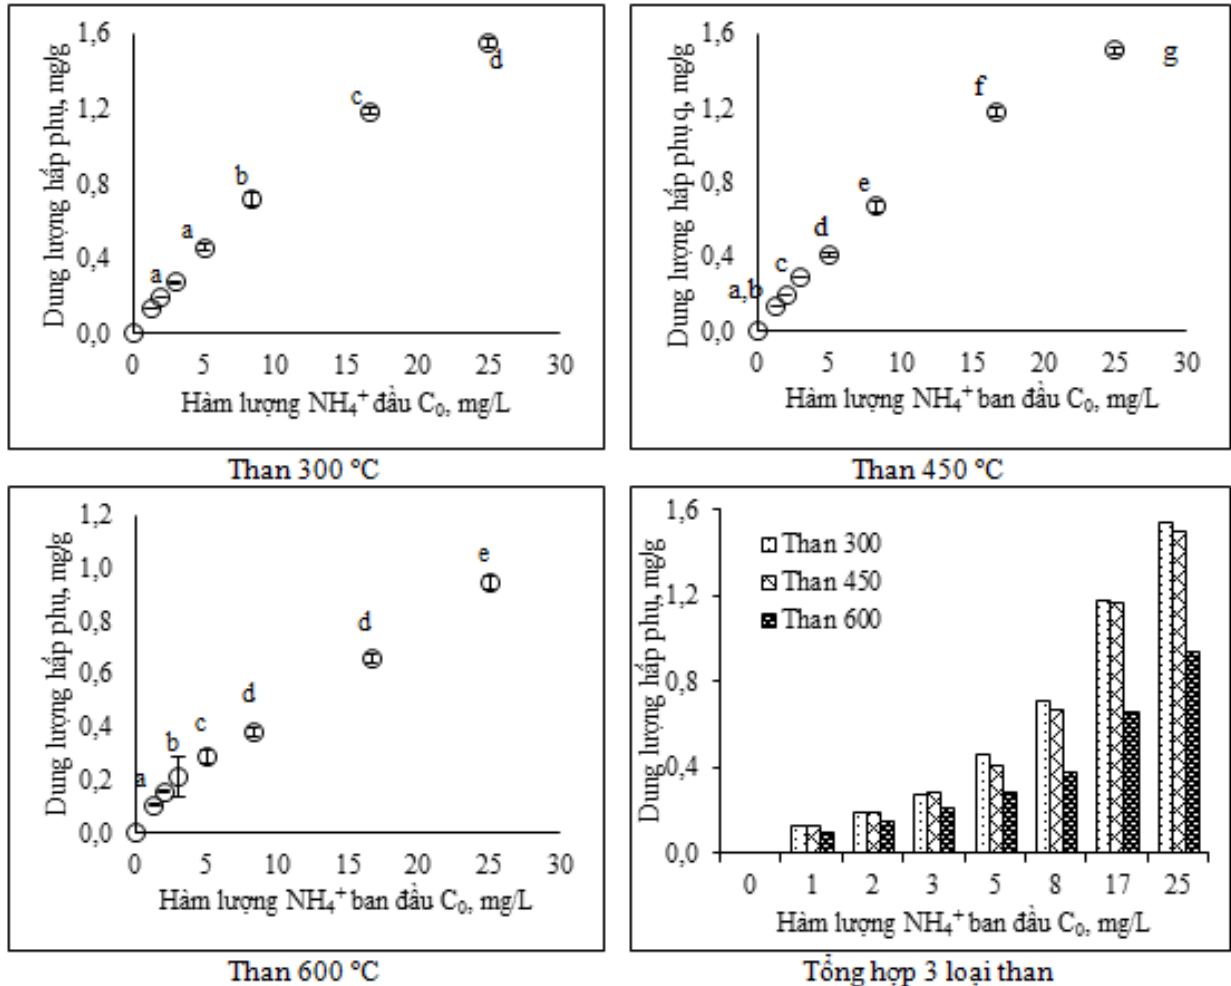 Dung lượng hấp phụ, mg/g
1,6
1,2
0,8
0,4
0,0
a
a
b
c
d
0 5 10 15 20 25 30
Hàm lượng NH₄⁺ đầu C₀, mg/L
Than 300 °C
Dung lượng hấp phụ q, mg/g
1,6
1,2
0,8
0,4
0,0
a,b
c
d
e
f
g
0 5 10 15 20 25 30
Hàm lượng NH₄⁺ ban đầu C₀, mg/L
Than 450 °C
Dung lượng hấp phụ, mg/g
1,2
1,0
0,8
0,6
0,4
0,2
0,0
a
b
c
d
d
e
0 5 10 15 20 25 30
Hàm lượng NH₄⁺ ban đầu C₀, mg/L
Than 600 °C
Dung lượng hấp phụ, mg/g
1,6
1,2
0,8
0,4
0,0
Than 300
Than 450
Than 600
0 1 2 3 5 8 17 25
Hàm lượng NH₄⁺ ban đầu C₀, mg/L
Tổng hợp 3 loại than